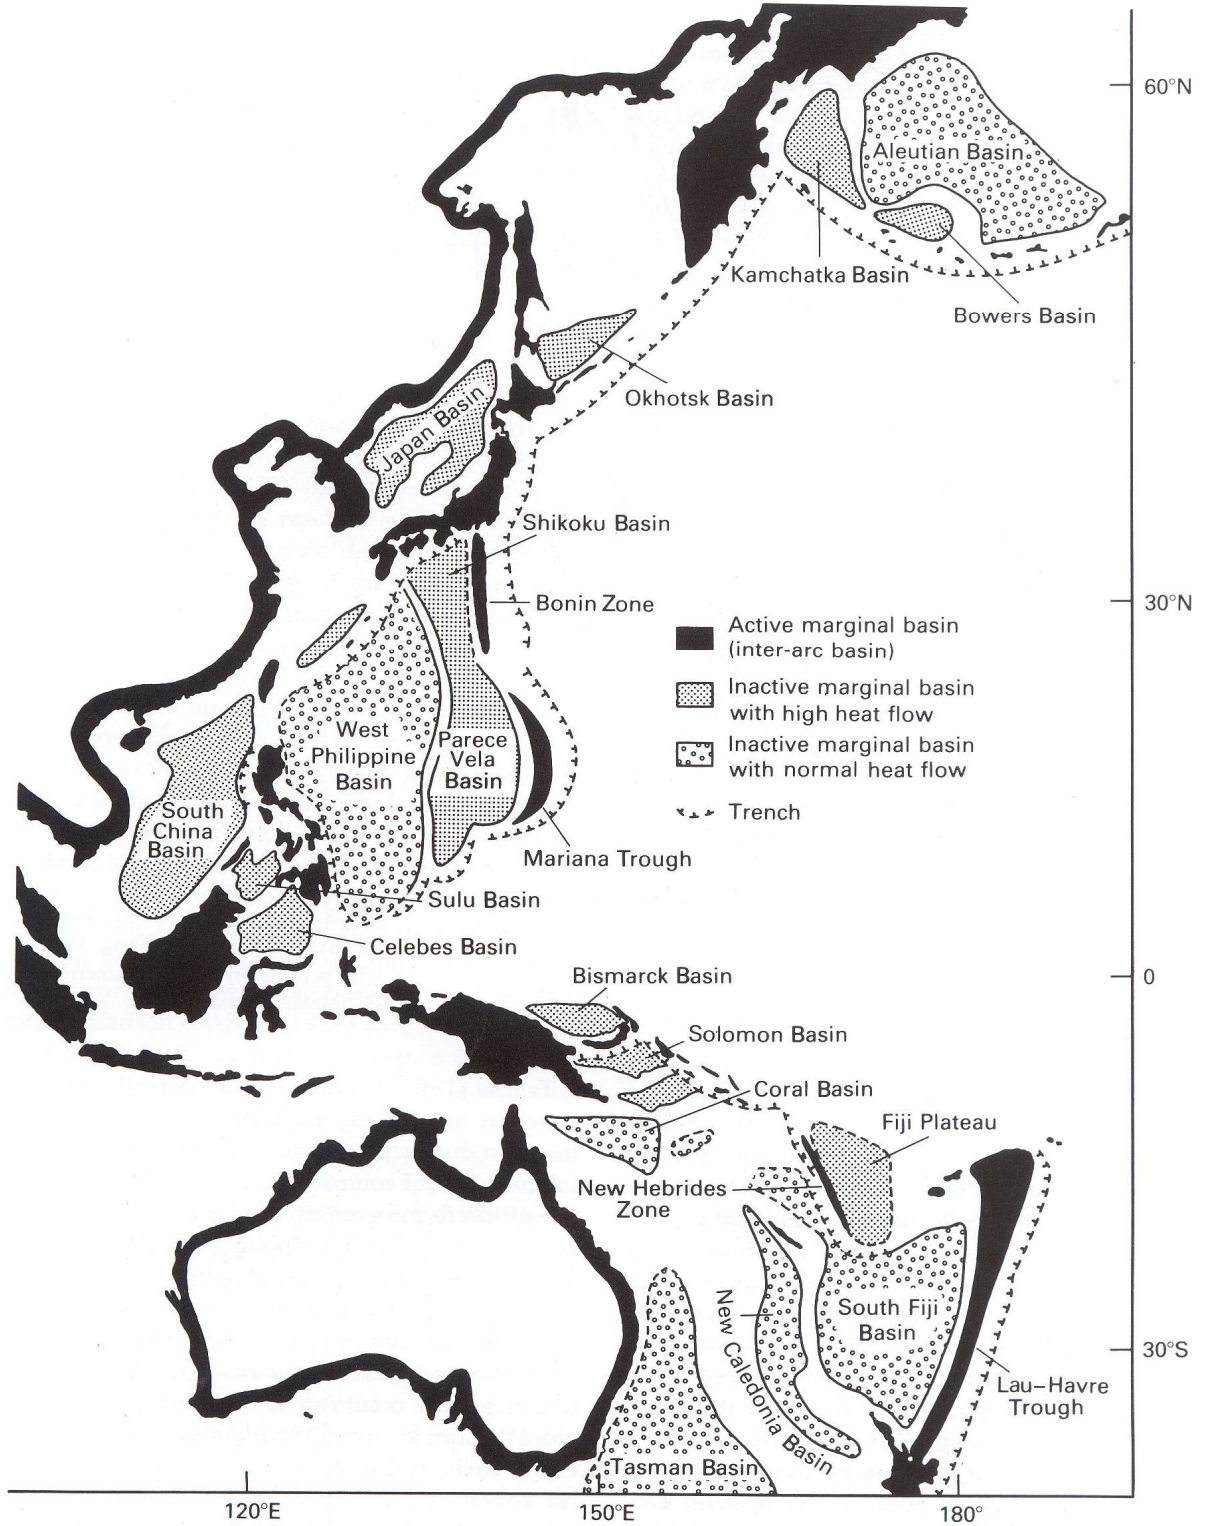 60°N
Aleutian Basin
Kamchatka Basin
Bowers Basin
Okhotsk Basin
Japan Basin
Shikoku Basin
Bonin Zone
30°N
Active marginal basin
(inter-arc basin)
Inactive marginal basin
with high heat flow
Inactive marginal basin
with normal heat flow
Trench
West
Philippine
Basin
Parece
Vela
Basin
South
China
Basin
Mariana Trough
Sulu Basin
Celebes Basin
Bismarck Basin
0
Solomon Basin
Coral Basin
Fiji Plateau
New Hebrides
Zone
South Fiji
Basin
New Caledonia Basin
30°S
Lau–Havre
Trough
Tasman Basin
120°E
150°E
180°